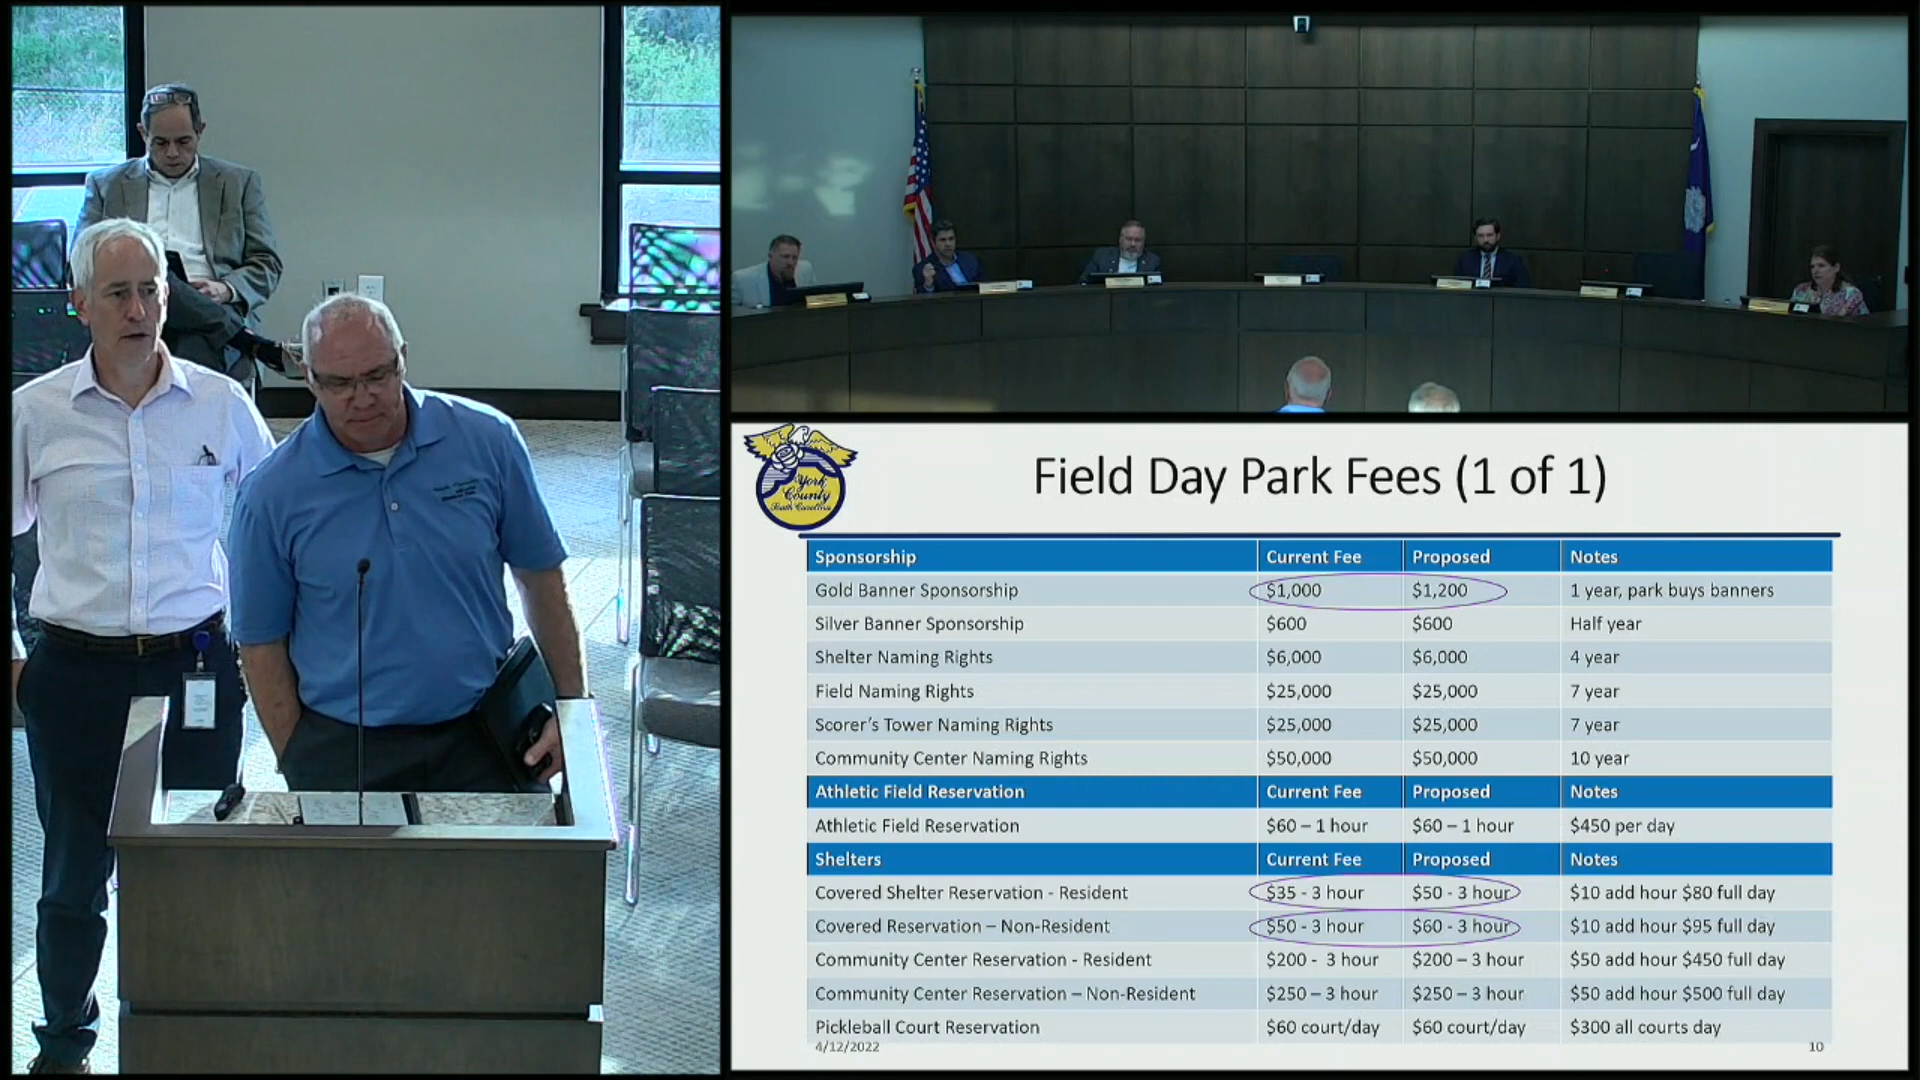 York
County
South Carolina
Field Day Park Fees (1 of 1)
Sponsorship Current Fee Proposed Notes
Gold Banner Sponsorship $1,000 $1,200 1 year, park buys banners
Silver Banner Sponsorship $600 $600 Half year
Shelter Naming Rights $6,000 $6,000 4 year
Field Naming Rights $25,000 $25,000 7 year
Scorer's Tower Naming Rights $25,000 $25,000 7 year
Community Center Naming Rights $50,000 $50,000 10 year
Athletic Field Reservation Current Fee Proposed Notes
Athletic Field Reservation $60 – 1 hour $60 – 1 hour $450 per day
Shelters Current Fee Proposed Notes
Covered Shelter Reservation - Resident $35 - 3 hour $50 - 3 hour $10 add hour $80 full day
Covered Reservation – Non-Resident $50 - 3 hour $60 - 3 hour $10 add hour $95 full day
Community Center Reservation - Resident $200 - 3 hour $200 – 3 hour $50 add hour $450 full day
Community Center Reservation – Non-Resident $250 – 3 hour $250 – 3 hour $50 add hour $500 full day
Pickleball Court Reservation $60 court/day $60 court/day $300 all courts day
4/12/2022 10